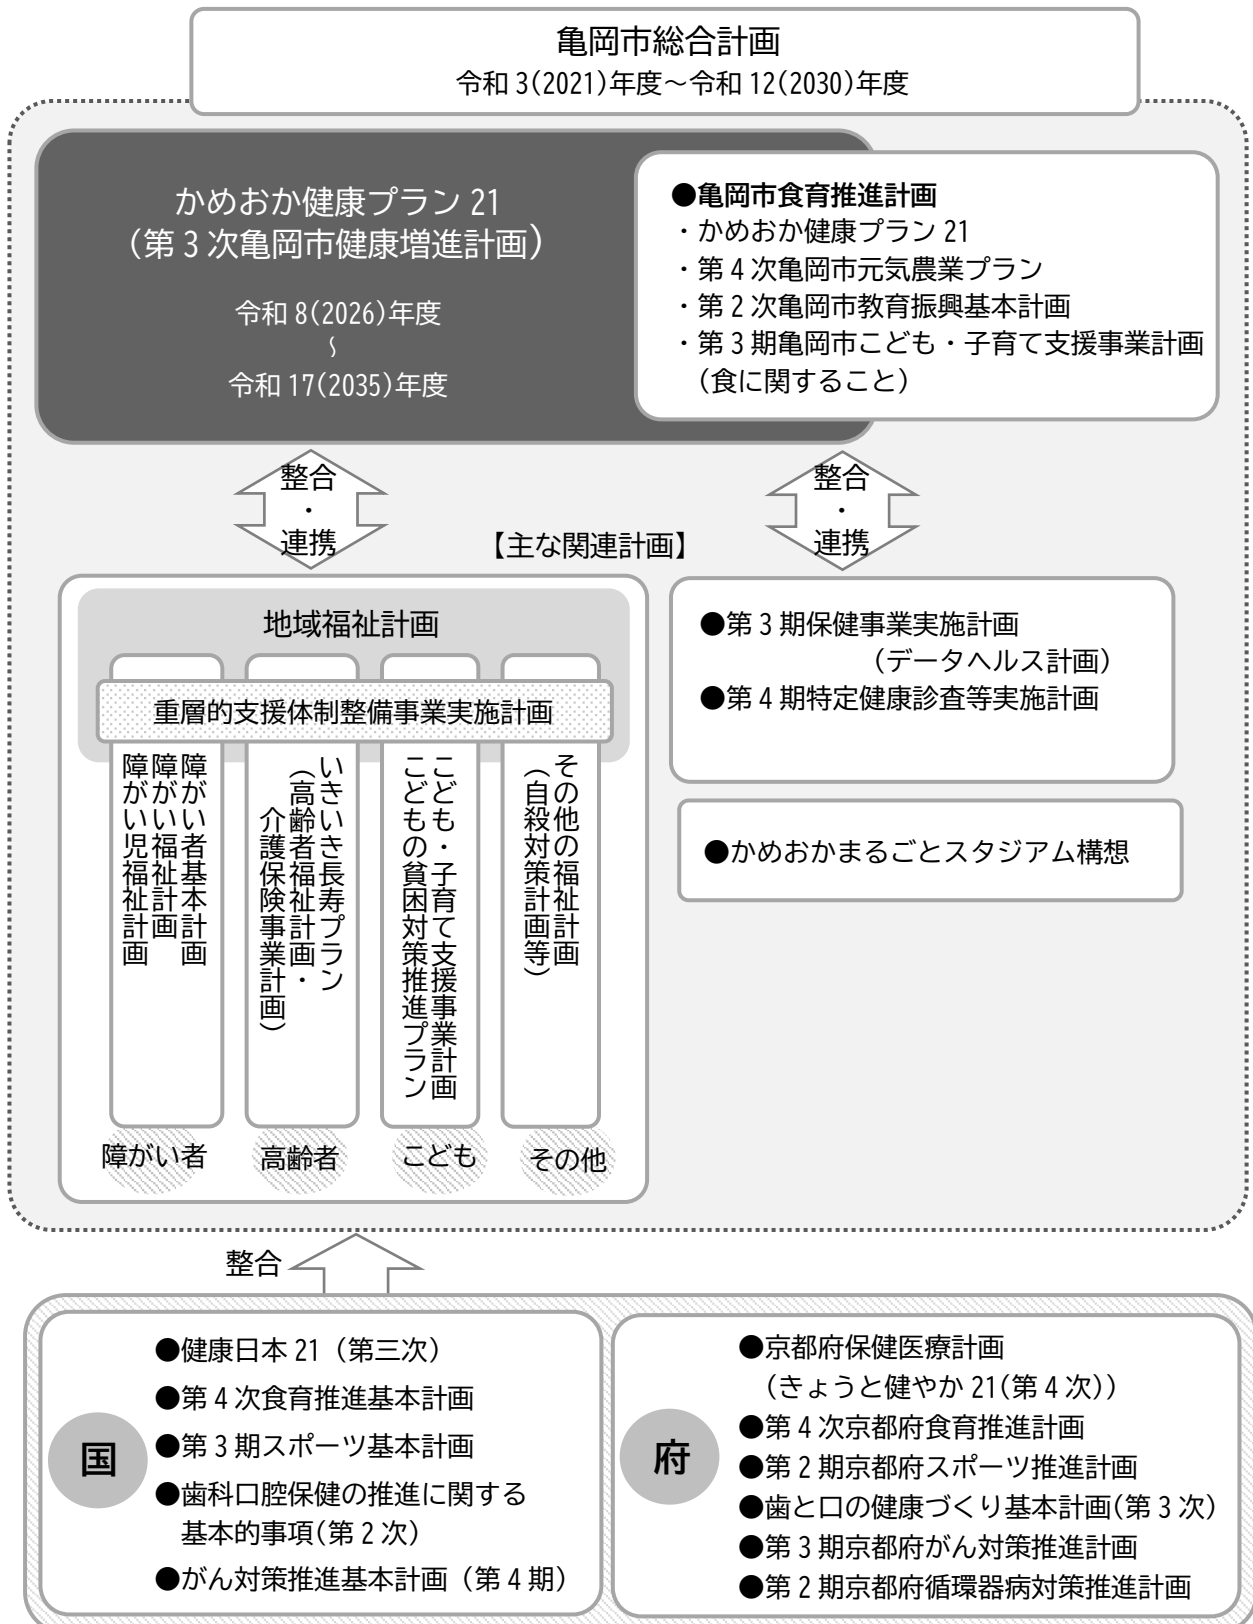 亀岡市総合計画
令和 3(2021)年度～令和 12(2030)年度
かめおか健康プラン 21
（第 3 次亀岡市健康増進計画）
令和 8(2026)年度
～
令和 17(2035)年度
●亀岡市食育推進計画
・かめおか健康プラン 21
・第 4 次亀岡市元気農業プラン
・第 2 次亀岡市教育振興基本計画
・第 3 期亀岡市こども・子育て支援事業計画
（食に関すること）
整合
・
連携
整合
・
連携
【主な関連計画】
地域福祉計画
重層的支援体制整備事業実施計画
障がい者基本計画
障がい福祉計画
障がい児福祉計画
いきいき長寿プラン
（高齢者福祉計画・
介護保険事業計画）
こども・子育て支援事業計画
こどもの貧困対策推進プラン
その他の福祉計画
（自殺対策計画等）
障がい者
高齢者
こども
その他
●第 3 期保健事業実施計画
（データヘルス計画）
●第 4 期特定健康診査等実施計画
●かめおかまるごとスタジアム構想
整合
国
●健康日本 21（第三次）
●第 4 次食育推進基本計画
●第 3 期スポーツ基本計画
●歯科口腔保健の推進に関する
基本的事項(第 2 次)
●がん対策推進基本計画（第 4 期）
府
●京都府保健医療計画
（きょうと健やか 21(第 4 次)）
●第 4 次京都府食育推進計画
●第 2 期京都府スポーツ推進計画
●歯と口の健康づくり基本計画(第 3 次)
●第 3 期京都府がん対策推進計画
●第 2 期京都府循環器病対策推進計画